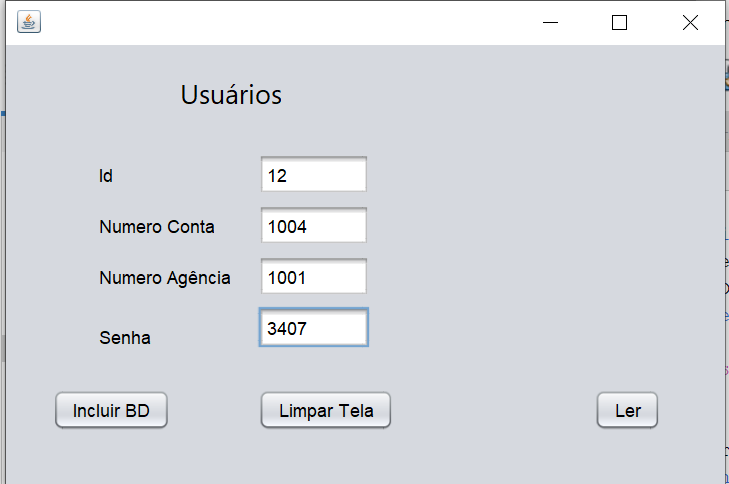 Usuários
Id 12
Numero Conta 1004
Numero Agência 1001
Senha 3407
Incluir BD Limpar Tela Ler